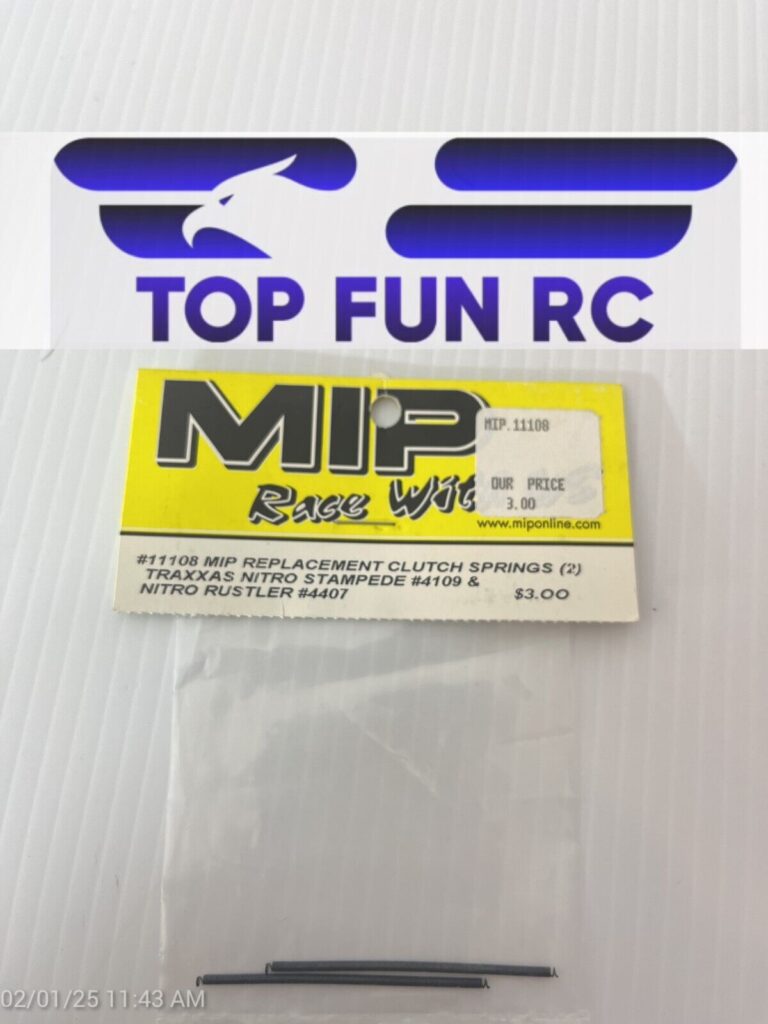 TOP FUN RC
MIP
MIP.11108
OUR PRICE
3.00
Race Wit
www.miponline.com
#11108 MIP REPLACEMENT CLUTCH SPRINGS (2)
TRAXXAS NITRO STAMPEDE #4109 &
NITRO RUSTLER #4407 $3.00
02/01/25 11:43 AM